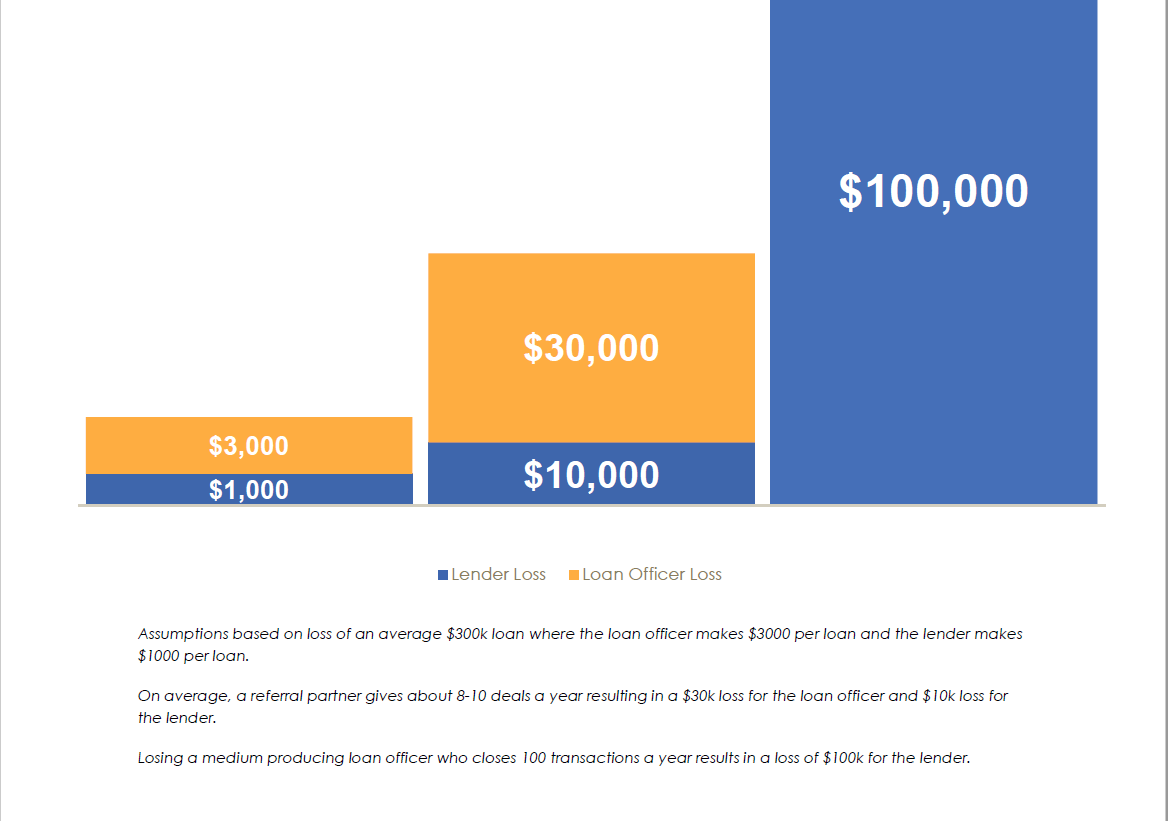 $100,000
$30,000
$3,000
$10,000
$1,000
Lender Loss Loan Officer Loss
Assumptions based on loss of an average $300k loan where the loan officer makes $3000 per loan and the lender makes
$1000 per loan.
On average, a referral partner gives about 8-10 deals a year resulting in a $30k loss for the loan officer and $10k loss for
the lender.
Losing a medium producing loan officer who closes 100 transactions a year results in a loss of $100k for the lender.